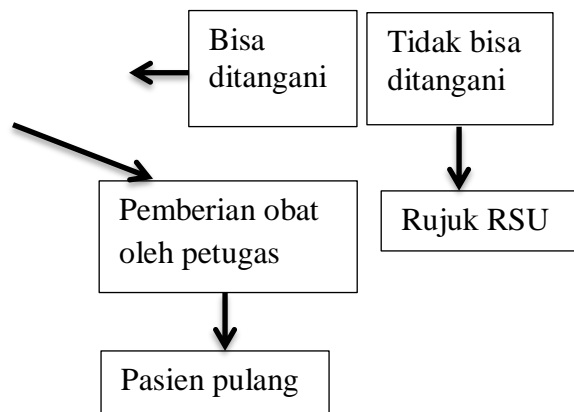 Bisa
ditangani
Tidak bisa
ditangani
Pemberian obat
oleh petugas
Rujuk RSU
Pasien pulang